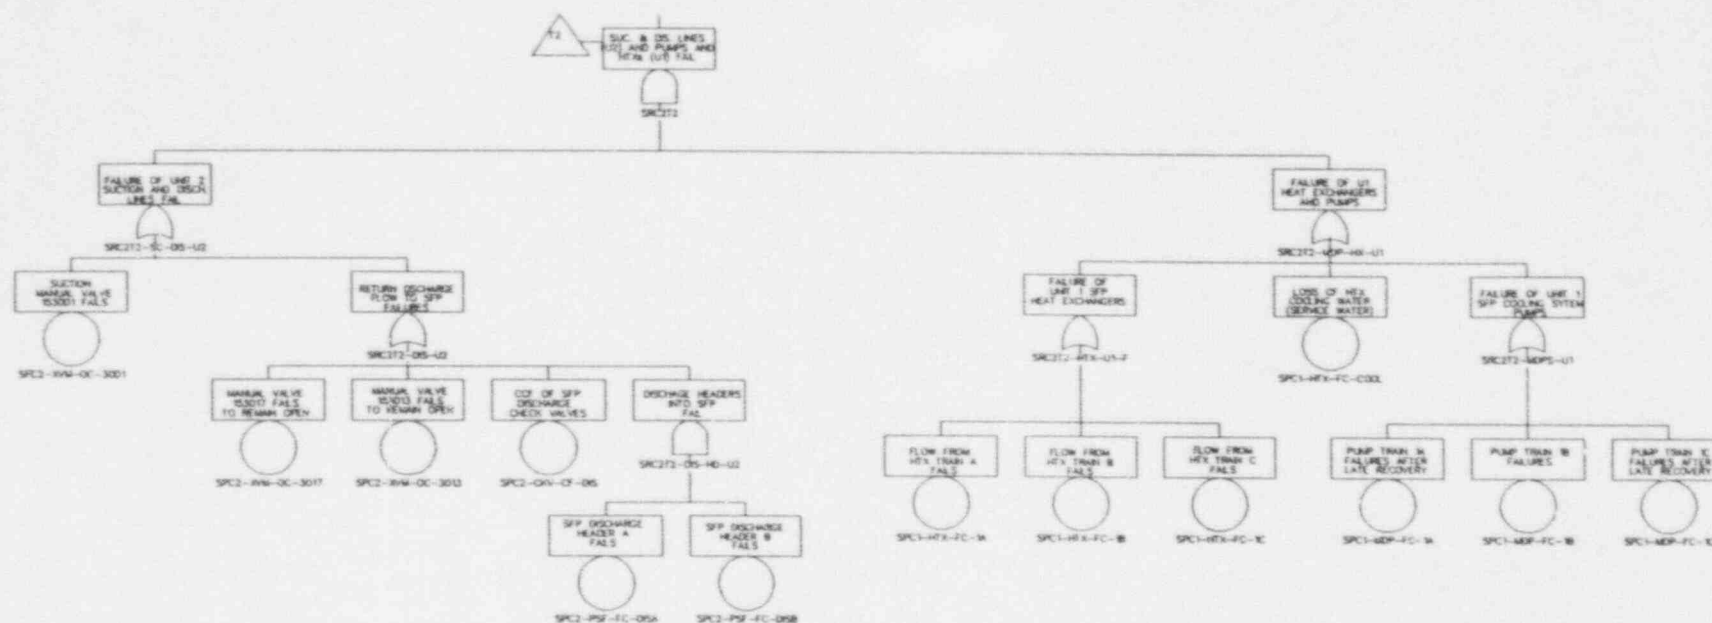 T2
SUC. & DIS. LINES
(U2) AND PUMPS AND
HTXs (U1) FAIL
SRC2T2
FAILURE OF UNIT 2
SUCTION AND DISCH.
LINES FAIL
SRC2T2-SC-DIS-U2
FAILURE OF U1
HEAT EXCHANGERS
AND PUMPS
SRC2T2-MDP-HX-U1
SUCTION
MANUAL VALVE
153001 FAILS
SPC2-XVM-OC-3001
RETURN DISCHARGE
FLOW TO SFP
FAILURES
SRC2T2-DIS-U2
FAILURE OF
UNIT 1 SFP
HEAT EXCHANGERS
SRC2T2-HTX-U1-F
LOSS OF HTX
COOLING WATER
(SERVICE WATER)
SPC1-HTX-FC-COOL
FAILURE OF UNIT 1
SFP COOLING SYTEM
PUMPS
SRC2T2-MDPS-U1
MANUAL VALVE
153017 FAILS
TO REMAIN OPEN
SPC2-XVM-OC-3017
MANUAL VALVE
153013 FAILS
TO REMAIN OPEN
SPC2-XVM-OC-3013
CCF OF SFP
DISCHARGE
CHECK VALVES
SPC2-CKV-CF-DIS
DISCHAGE HEADERS
INTO SFP
FAIL
SRC2T2-DIS-HD-U2
FLOW FROM
HTX TRAIN A
FAILS
SPC1-HTX-FC-1A
FLOW FROM
HTX TRAIN B
FAILS
SPC1-HTX-FC-1B
FLOW FROM
HTX TRAIN C
FAILS
SPC1-HTX-FC-1C
PUMP TRAIN 1A
FAILURES AFTER
LATE RECOVERY
SPC1-MDP-FC-1A
PUMP TRAIN 1B
FAILURES
SPC1-MDP-FC-1B
PUMP TRAIN 1C
FAILURES AFTER
LATE RECOVERY
SPC1-MDP-FC-1C
SFP DISCHARGE
HEADER A
FAILS
SPC2-PSF-FC-DISA
SFP DISCHARGE
HEADER B
FAILS
SPC2-PSF-FC-DISB